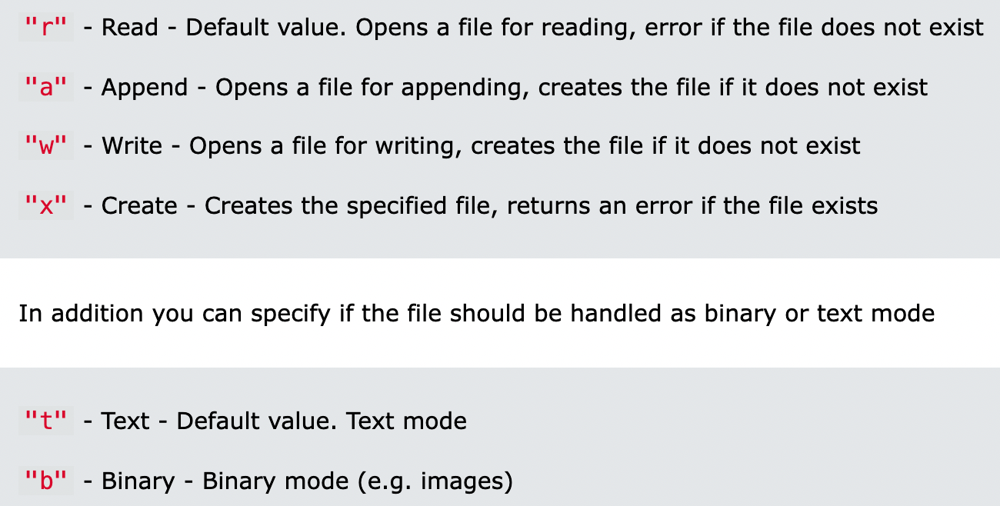 "r" - Read - Default value. Opens a file for reading, error if the file does not exist
"a" - Append - Opens a file for appending, creates the file if it does not exist
"w" - Write - Opens a file for writing, creates the file if it does not exist
"x" - Create - Creates the specified file, returns an error if the file exists
In addition you can specify if the file should be handled as binary or text mode
"t" - Text - Default value. Text mode
"b" - Binary - Binary mode (e.g. images)